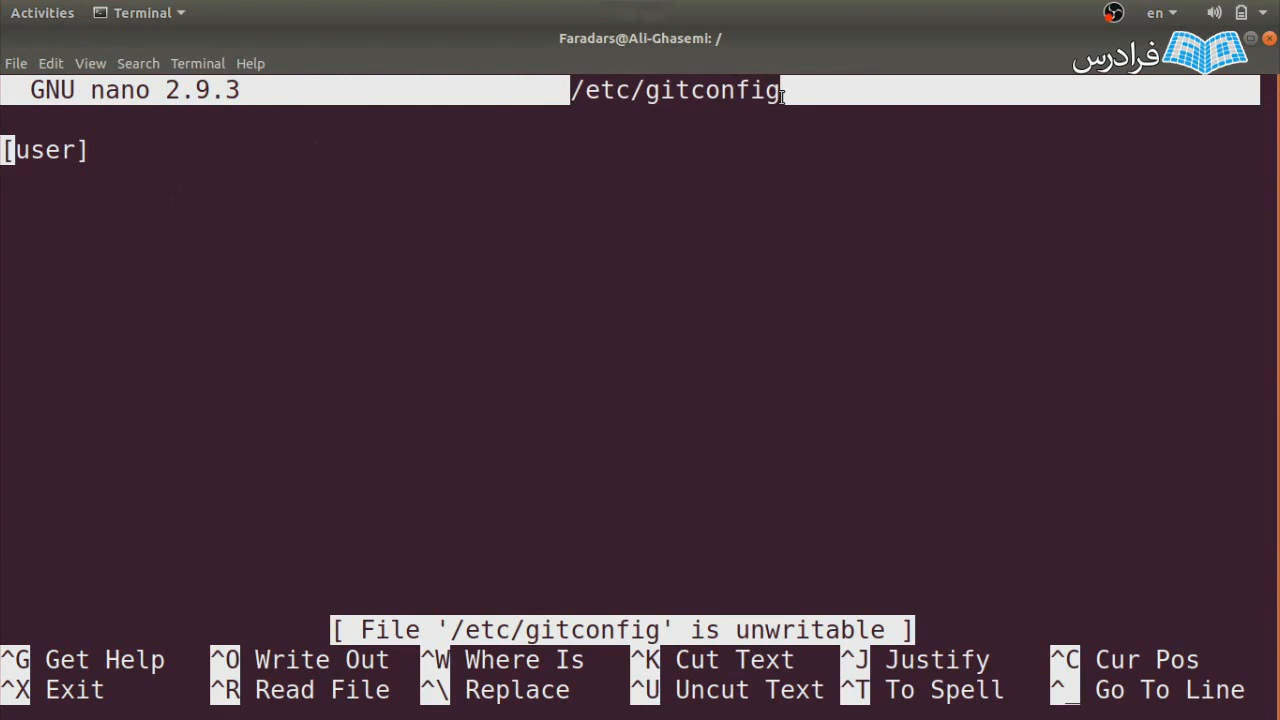 Activities Terminal en
Faradars@Ali-Ghasemi: /
File Edit View Search Terminal Help
فرادرس
GNU nano 2.9.3 /etc/gitconfig
[user]
[ File '/etc/gitconfig' is unwritable ]
^G Get Help ^O Write Out ^W Where Is ^K Cut Text ^J Justify ^C Cur Pos
^X Exit ^R Read File ^\ Replace ^U Uncut Text ^T To Spell ^_ Go To Line